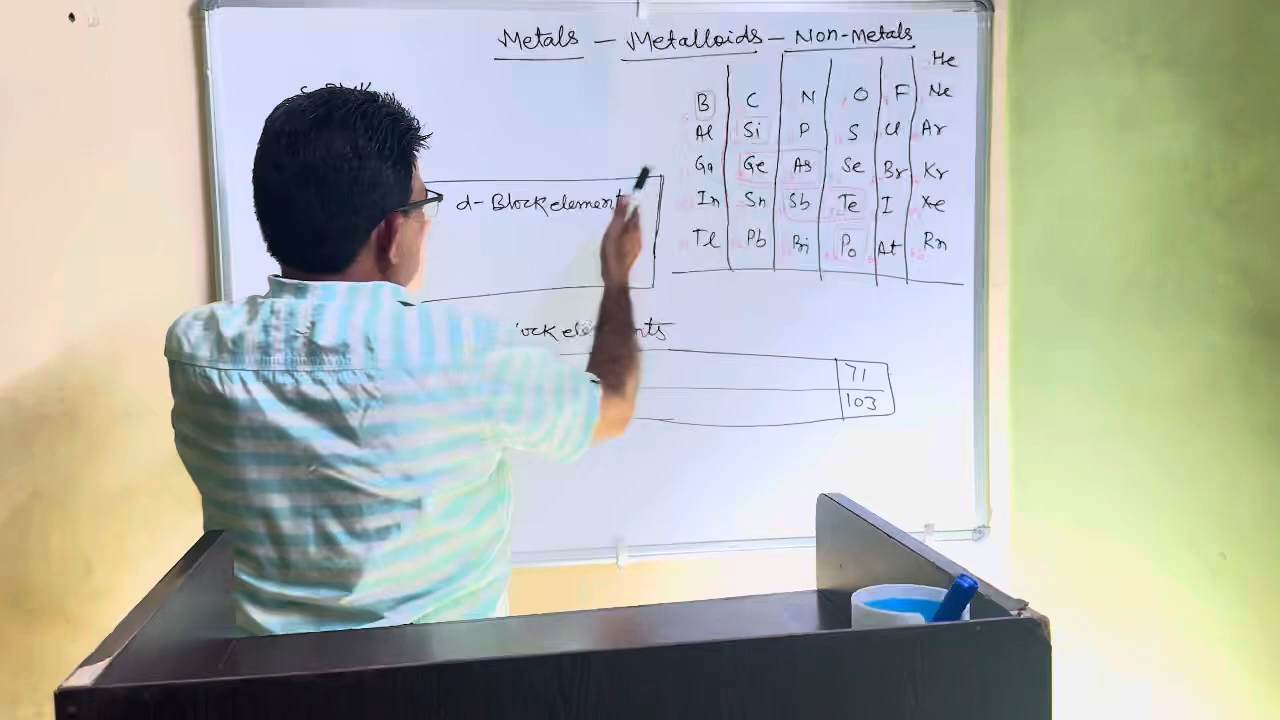 Metals - Metalloids - Non-Metals
He
B C N O F Ne
Al Si P S Cl Ar
Ga Ge As Se Br Kr
In Sn Sb Te I Xe
Tl Pb Bi Po At Rn
d-Block element
ock elements
71
103